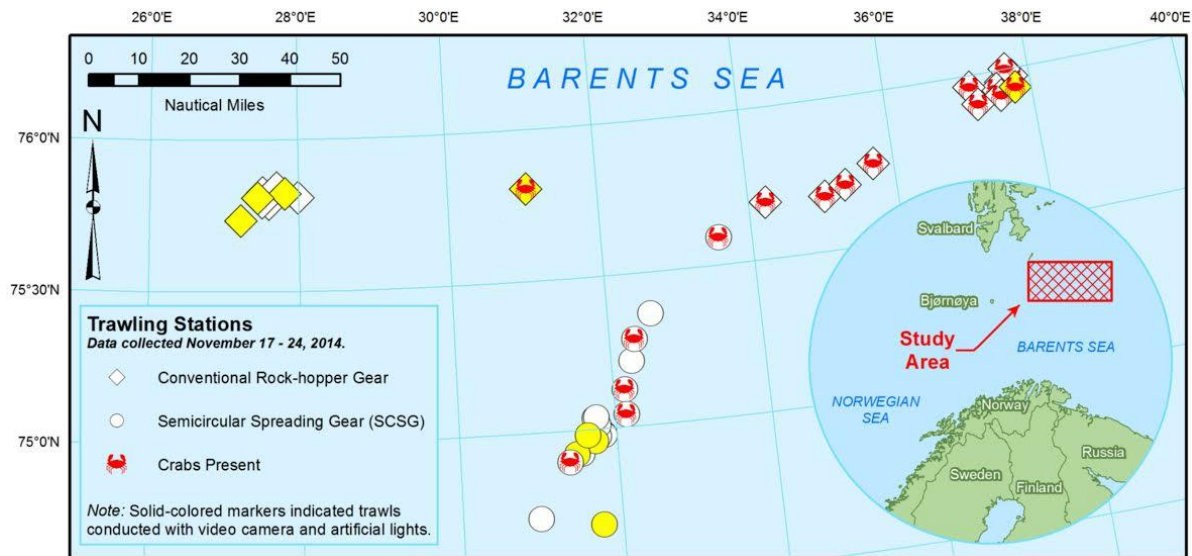 26°0'E 28°0'E 30°0'E 32°0'E 34°0'E 36°0'E 38°0'E 40°0'E
0 10 20 30 40 50
Nautical Miles
BARENTS SEA
N
76°0'N
75°30'N
75°0'N
Trawling Stations
Data collected November 17 - 24, 2014.
Conventional Rock-hopper Gear
Semicircular Spreading Gear (SCSG)
Crabs Present
Note: Solid-colored markers indicated trawls
conducted with video camera and artificial lights.
Svalbard
Bjørnøya
Study
Area
BARENTS SEA
NORWEGIAN
SEA
Norway
Sweden
Finland
Russia